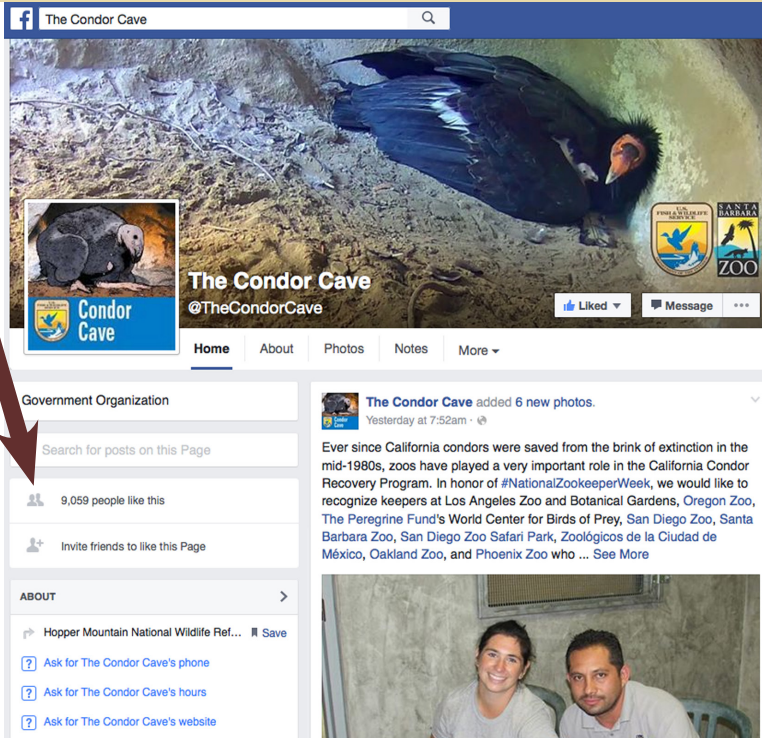 The Condor Cave
U.S.
FISH & WILDLIFE
SERVICE
SANTA
BARBARA
ZOO
The Condor Cave
@TheCondorCave
Condor
Cave
Liked
Message
Home
About
Photos
Notes
More
Government Organization
Search for posts on this Page
9,059 people like this
Invite friends to like this Page
ABOUT
Hopper Mountain National Wildlife Ref... Save
Ask for The Condor Cave's phone
Ask for The Condor Cave's hours
Ask for The Condor Cave's website
The Condor Cave added 6 new photos.
Yesterday at 7:52am ·
Ever since California condors were saved from the brink of extinction in the
mid-1980s, zoos have played a very important role in the California Condor
Recovery Program. In honor of #NationalZookeeperWeek, we would like to
recognize keepers at Los Angeles Zoo and Botanical Gardens, Oregon Zoo,
The Peregrine Fund's World Center for Birds of Prey, San Diego Zoo, Santa
Barbara Zoo, San Diego Zoo Safari Park, Zoológicos de la Ciudad de
México, Oakland Zoo, and Phoenix Zoo who ... See More